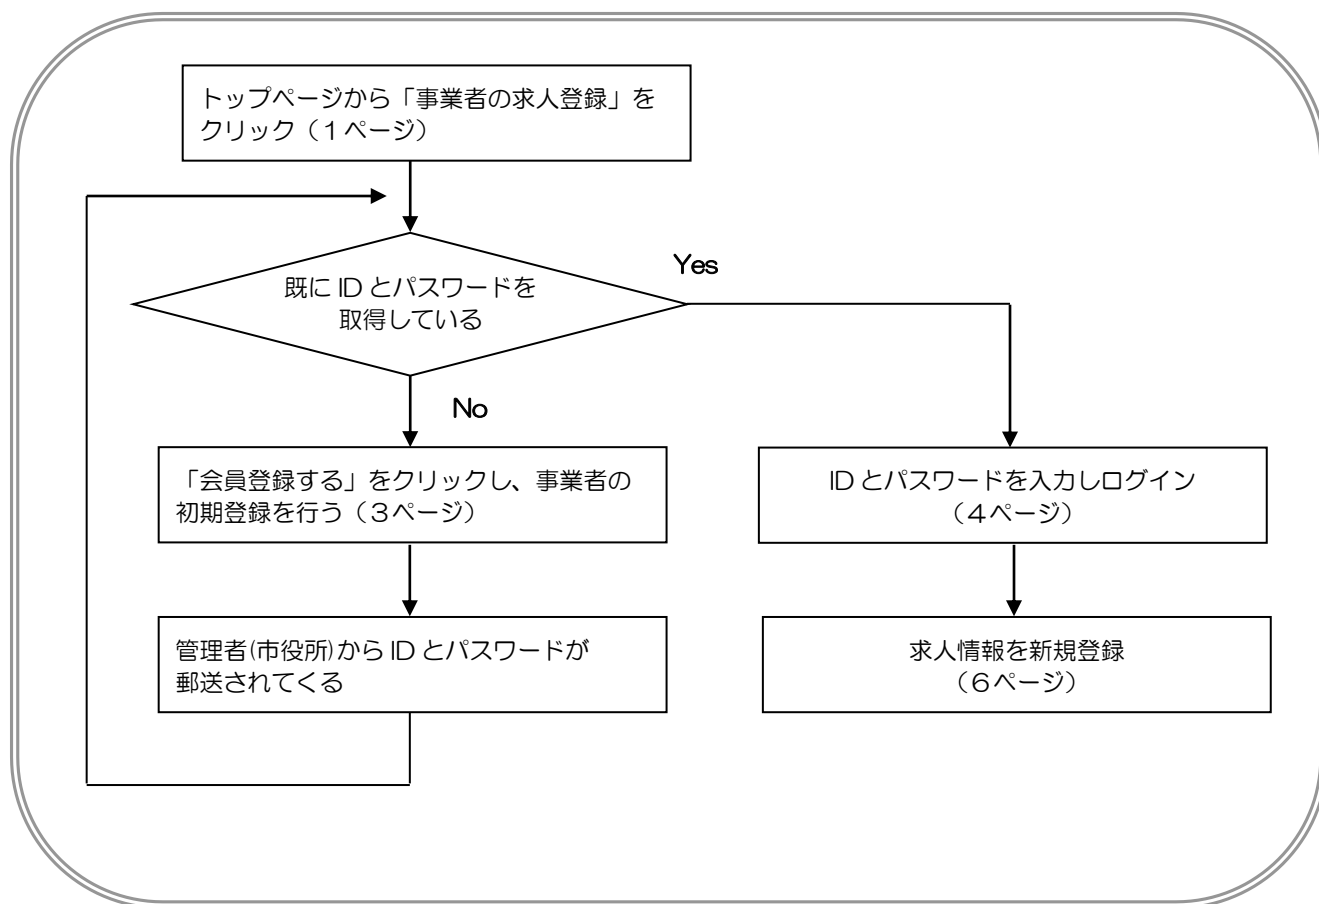 トップページから「事業者の求人登録」を
クリック（１ページ）
Yes
既に ID とパスワードを
取得している
No
「会員登録する」をクリックし、事業者の
初期登録を行う（３ページ）
ID とパスワードを入力しログイン
（４ページ）
管理者(市役所)から ID とパスワードが
郵送されてくる
求人情報を新規登録
（６ページ）